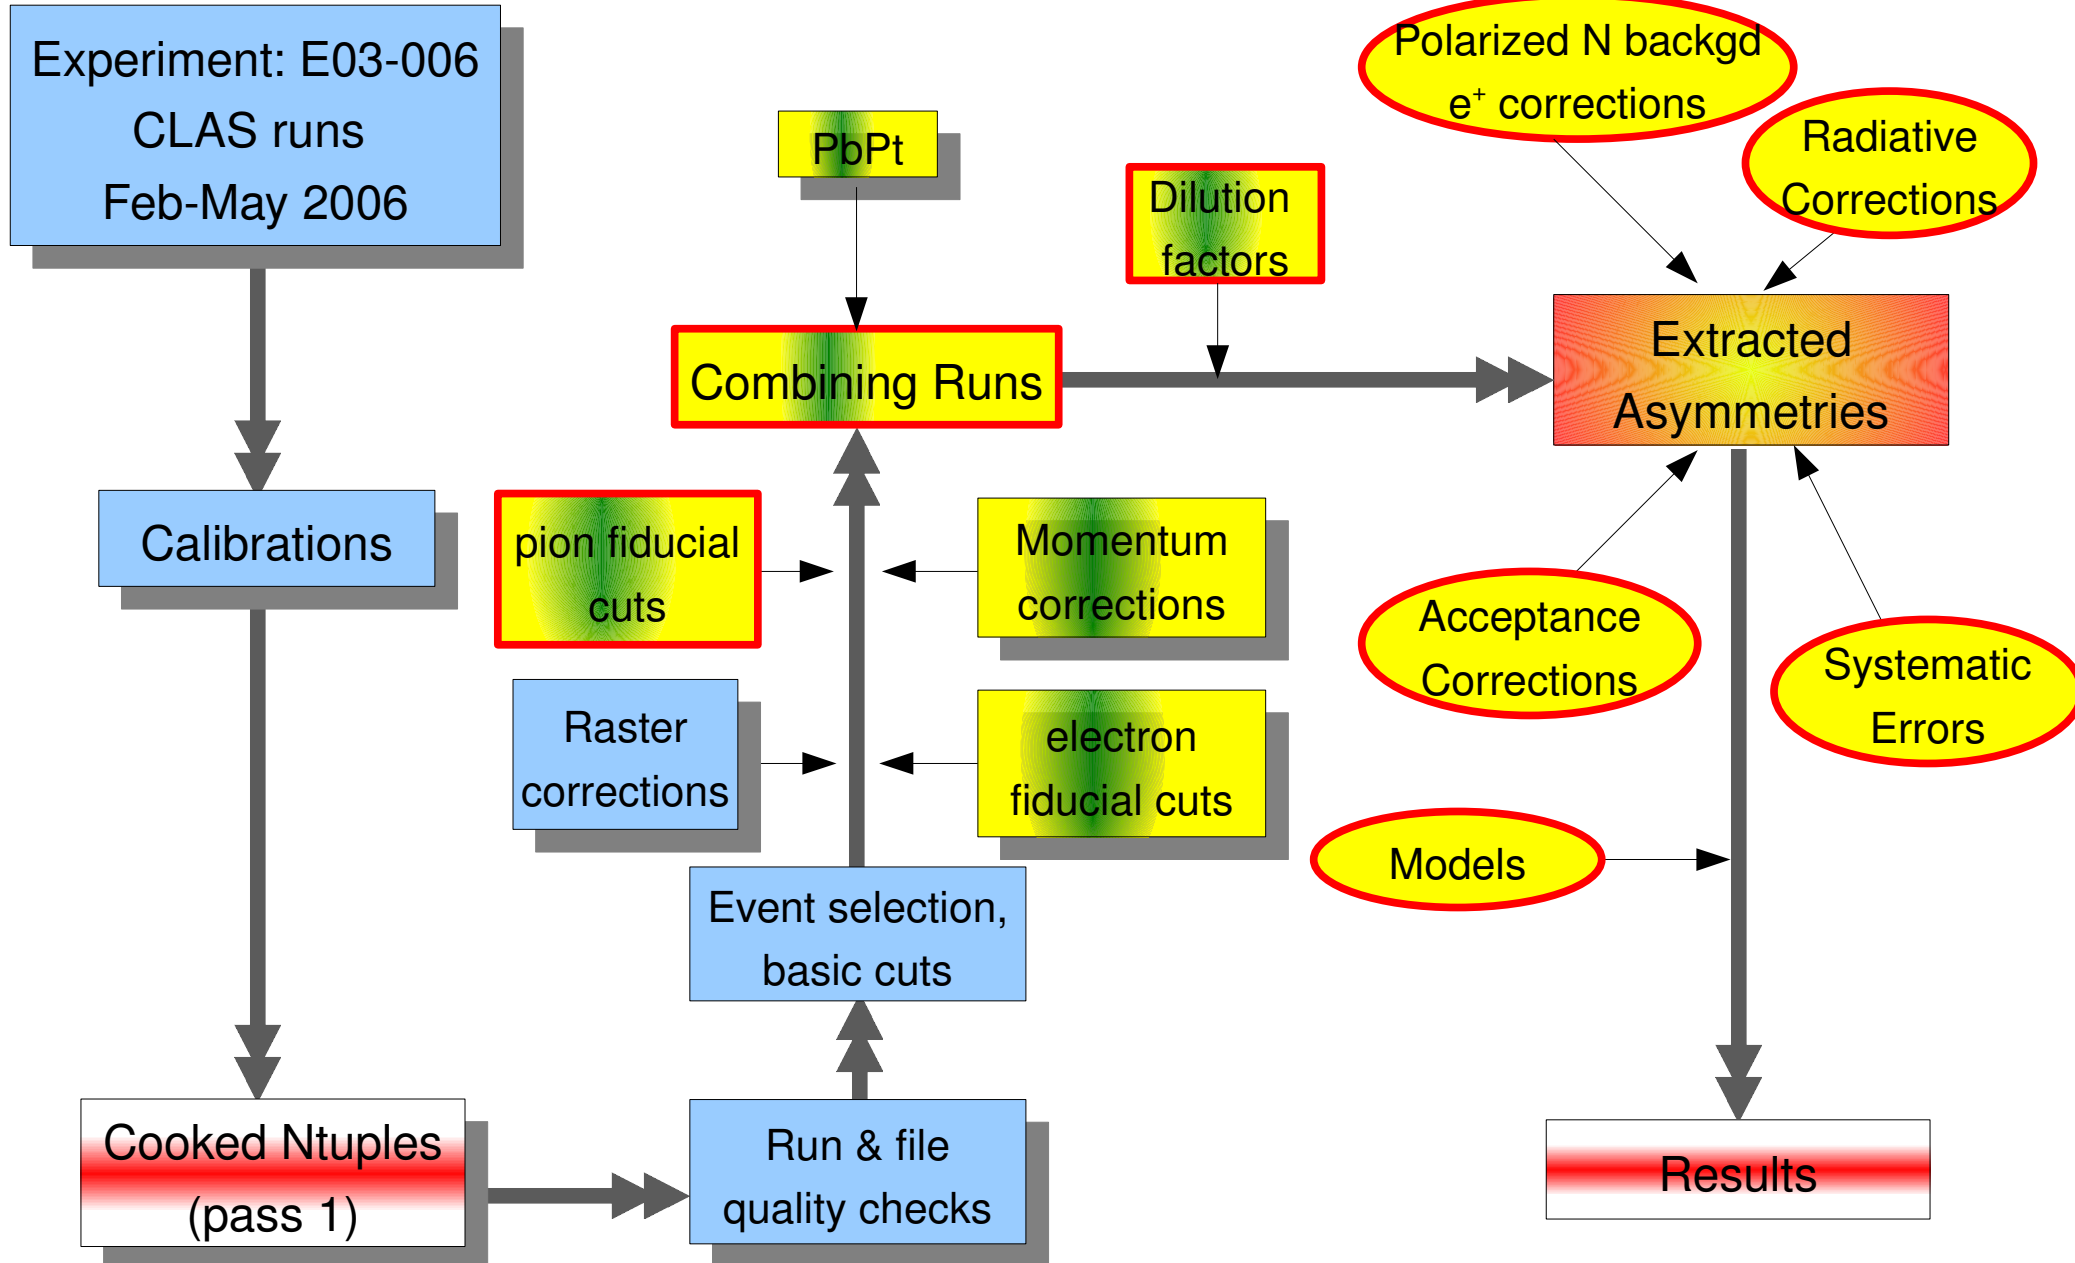 Experiment: E03-006
CLAS runs
Feb-May 2006
Calibrations
Cooked Ntuples
(pass 1)
Run & file
quality checks
Event selection,
basic cuts
Raster
corrections
electron
fiducial cuts
pion fiducial
cuts
Momentum
corrections
Combining Runs
PbPt
Dilution
factors
Polarized N backgd
e⁺ corrections
Radiative
Corrections
Extracted
Asymmetries
Acceptance
Corrections
Systematic
Errors
Models
Results